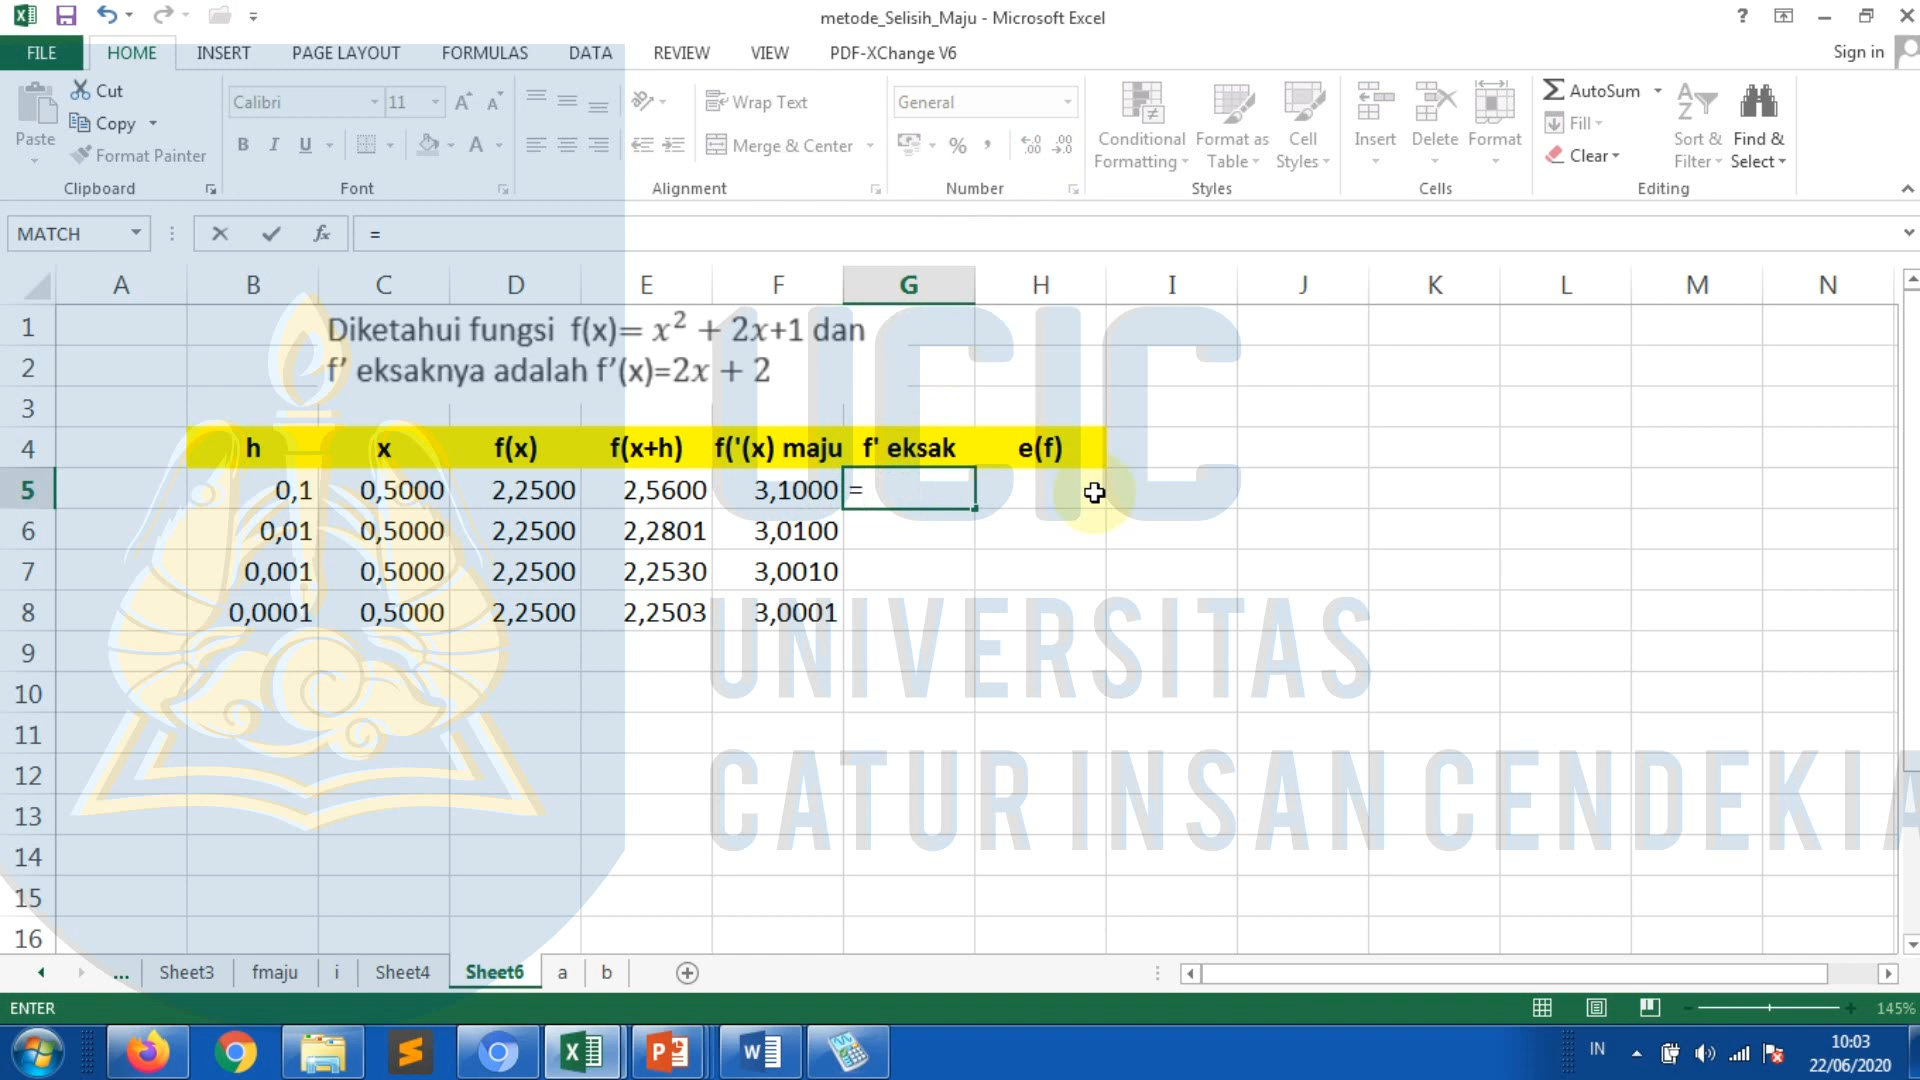 metode_Selisih_Maju - Microsoft Excel
FILE HOME INSERT PAGE LAYOUT FORMULAS DATA REVIEW VIEW PDF-XChange V6 Sign in
Paste Cut Copy Format Painter
Clipboard
Calibri 11
B I U A
Font
Wrap Text
Merge & Center
Alignment
General
% ,
Number
Conditional Formatting
Format as Table
Cell Styles
Styles
Insert Delete Format
Cells
AutoSum
Fill
Clear
Sort & Filter
Find & Select
Editing
MATCH fx =
A B C D E F G H I J K L M N
1 Diketahui fungsi f(x)= x² + 2x+1 dan
2 f' eksaknya adalah f'(x)=2x + 2
3
4 h x f(x) f(x+h) f('(x) maju f' eksak e(f)
5 0,1 0,5000 2,2500 2,5600 3,1000 =
6 0,01 0,5000 2,2500 2,2801 3,0100
7 0,001 0,5000 2,2500 2,2530 3,0010
8 0,0001 0,5000 2,2500 2,2503 3,0001
9
10
11
12
13
14
15
16
UCIC
UNIVERSITAS
CATUR INSAN CENDEKIA
... Sheet3 fmaju i Sheet4 Sheet6 a b
ENTER 145%
IN 10:03
22/06/2020